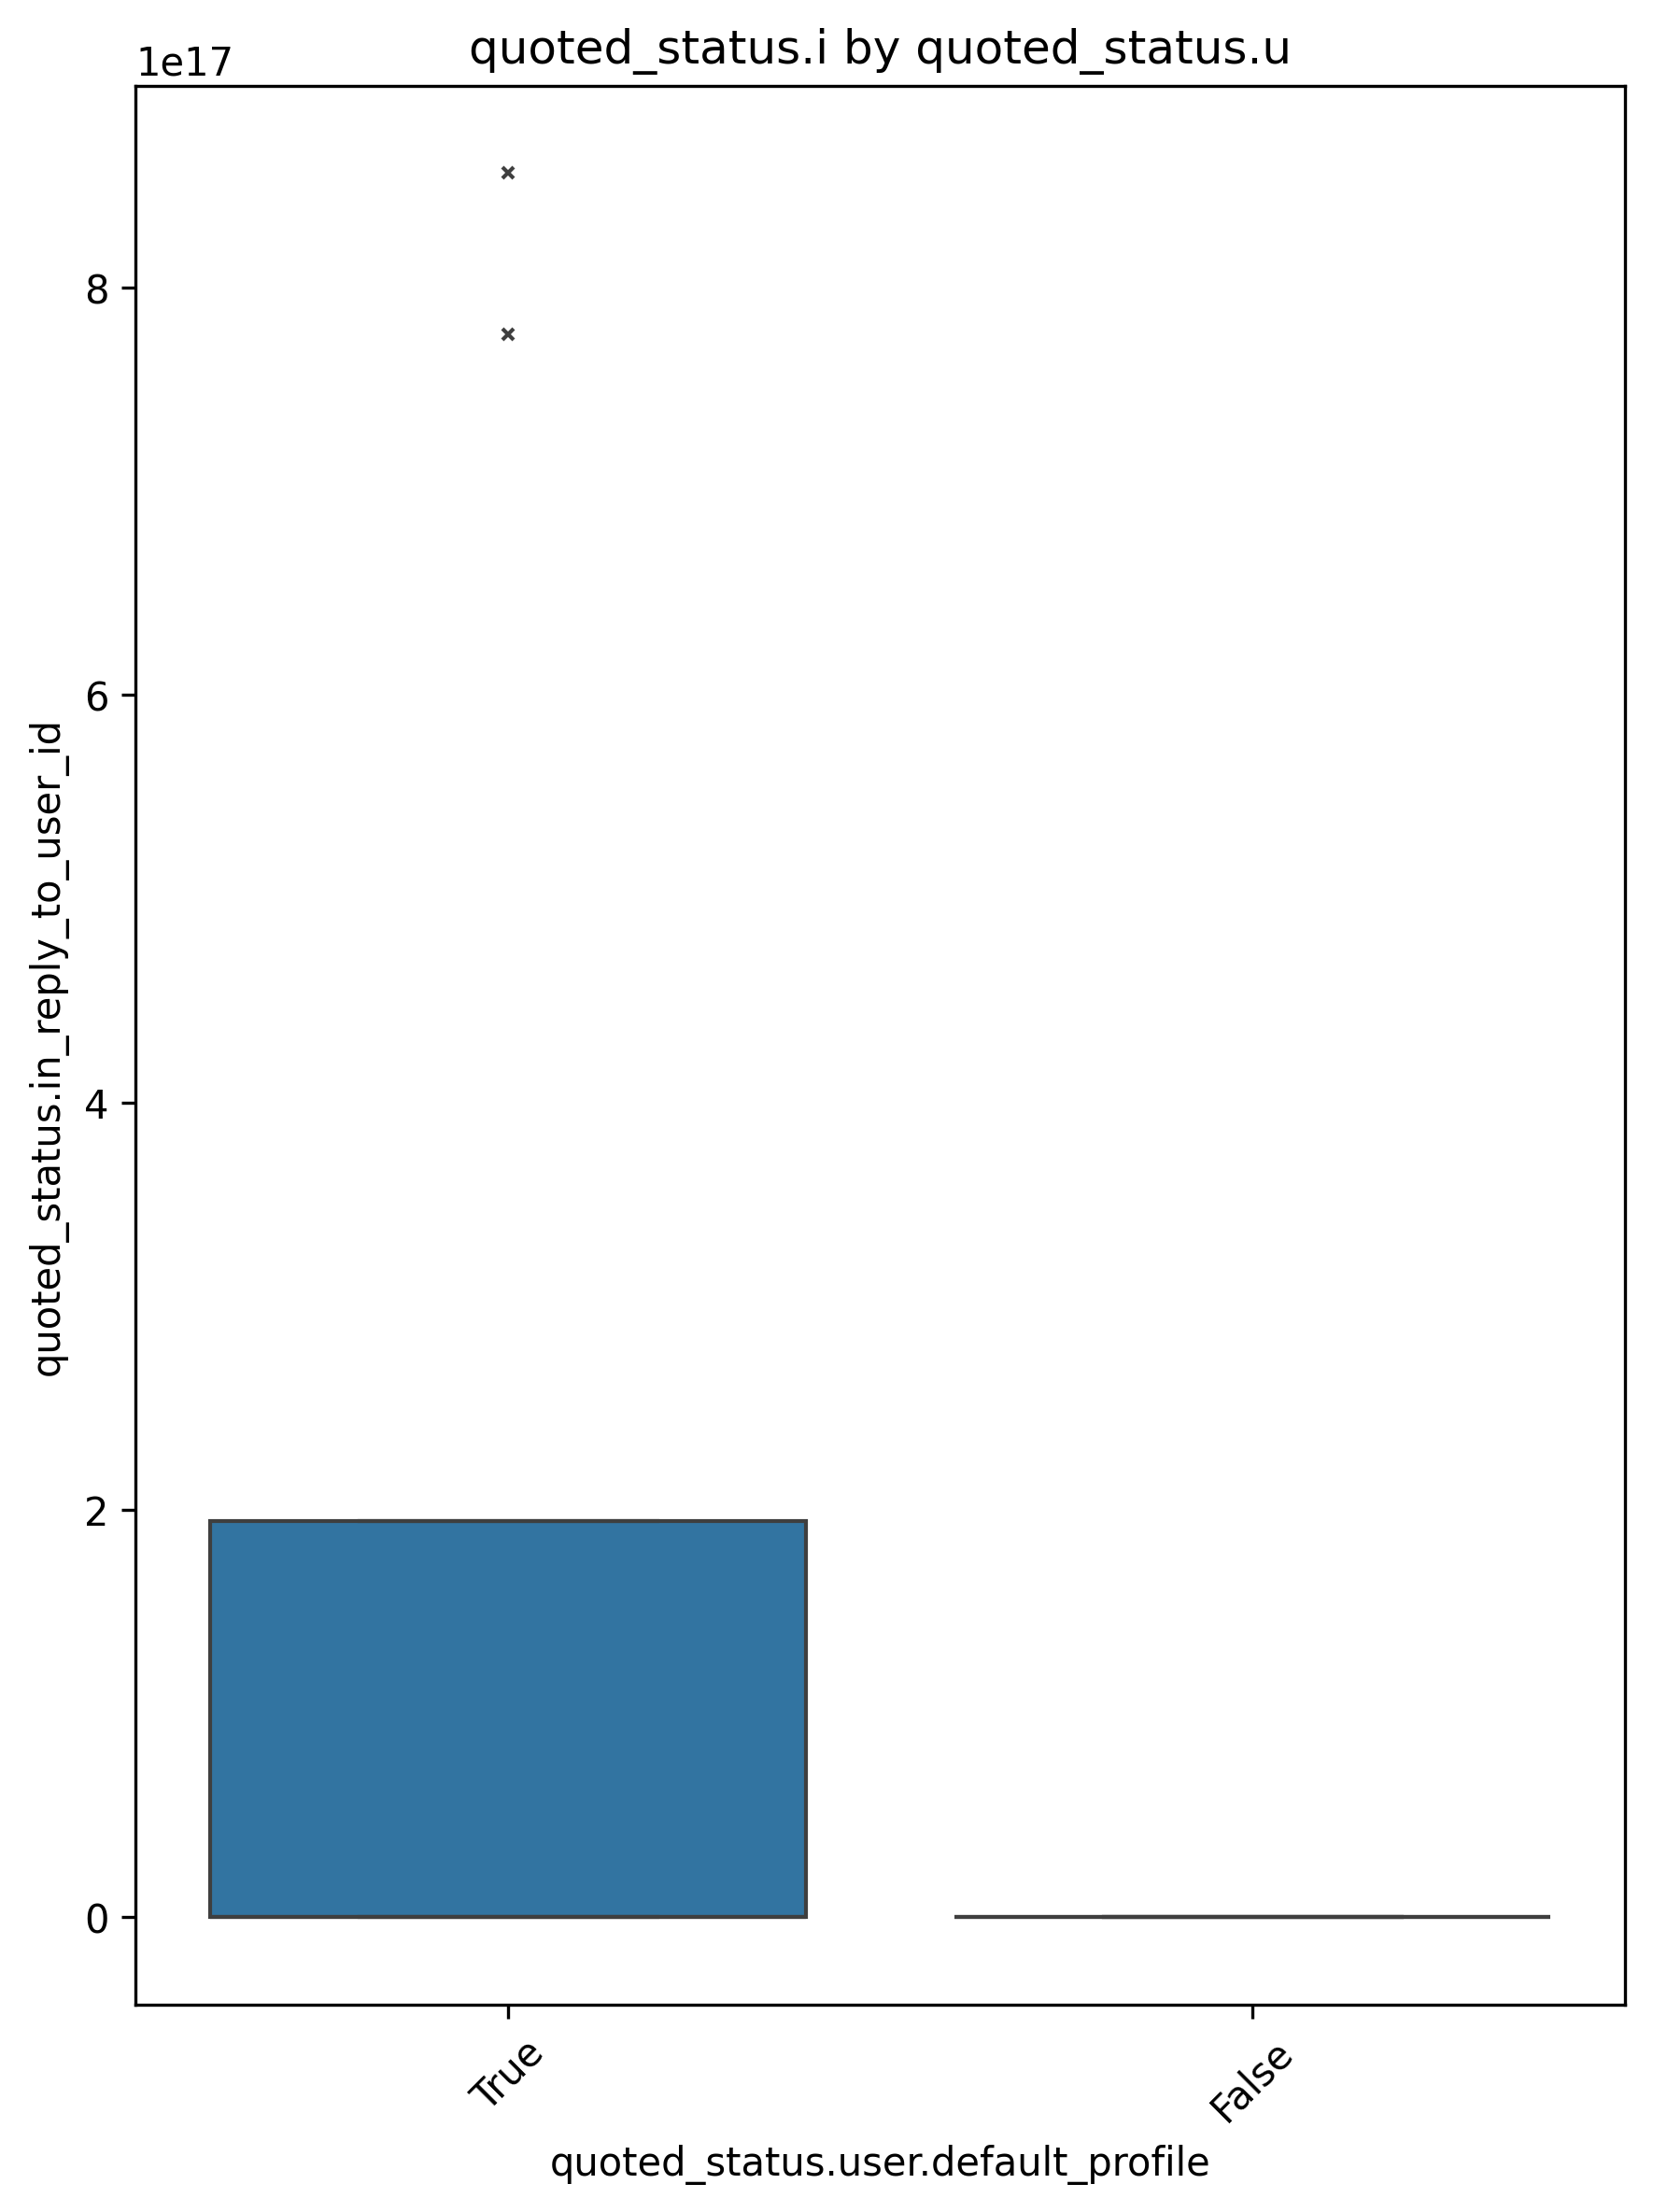 quoted_status.i by quoted_status.u
1e17
8
6
4
2
0
quoted_status.in_reply_to_user_id
True
False
quoted_status.user.default_profile